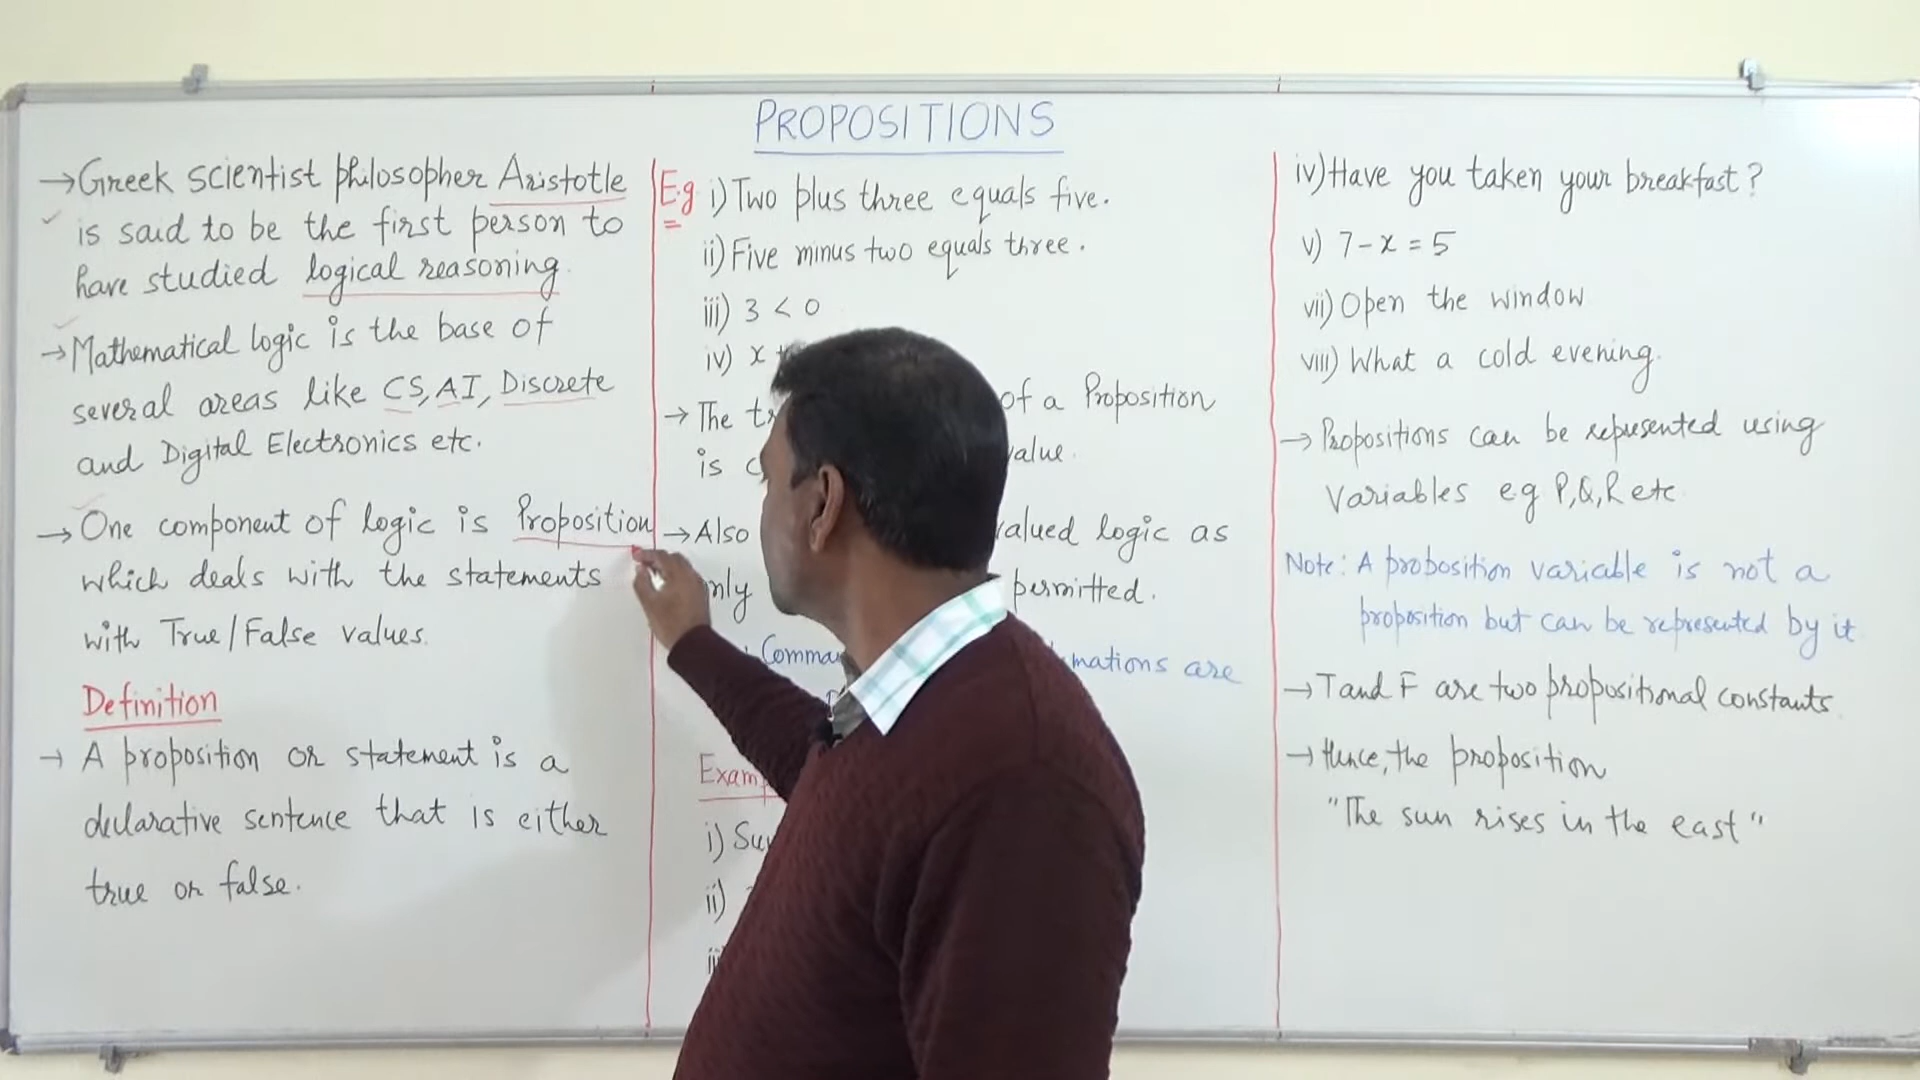 PROPOSITIONS
→Greek scientist philosopher Aristotle
is said to be the first person to
have studied logical reasoning.
→Mathematical logic is the base of
several areas like CS, AI, Discrete
and Digital Electronics etc.
→ One component of logic is Proposition
which deals with the statements
with True/False values.
Definition
→ A proposition or statement is a
declarative sentence that is either
true or false.
E.g i) Two plus three equals five.
ii) Five minus two equals three.
iii) 3 < 0
iv) x
→ The of a Proposition
is value.
→ Also valued logic as
only permitted.
are
i)
ii)
iv) Have you taken your breakfast?
v) 7-x = 5
vii) Open the window
viii) What a cold evening.
→ Propositions can be represented using
Variables eg P,Q,R etc
Note: A proposition variable is not a
proposition but can be represented by it
→ T and F are two propositional constants.
→ Hence, the proposition
"The sun rises in the east"